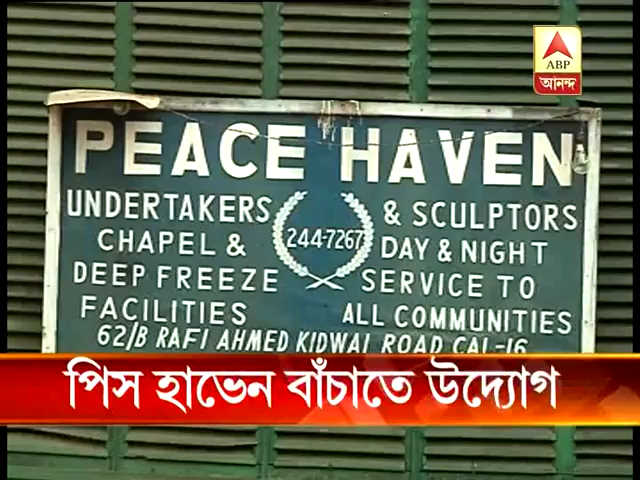 ABP
আনন্দ
PEACE HAVEN
UNDERTAKERS & SCULPTORS
CHAPEL & 244-7267 DAY & NIGHT
DEEP FREEZE SERVICE TO
FACILITIES ALL COMMUNITIES
62/B RAFI AHMED KIDWAI ROAD CAL-16
পিস হাভেন বাঁচাতে উদ্যোগ